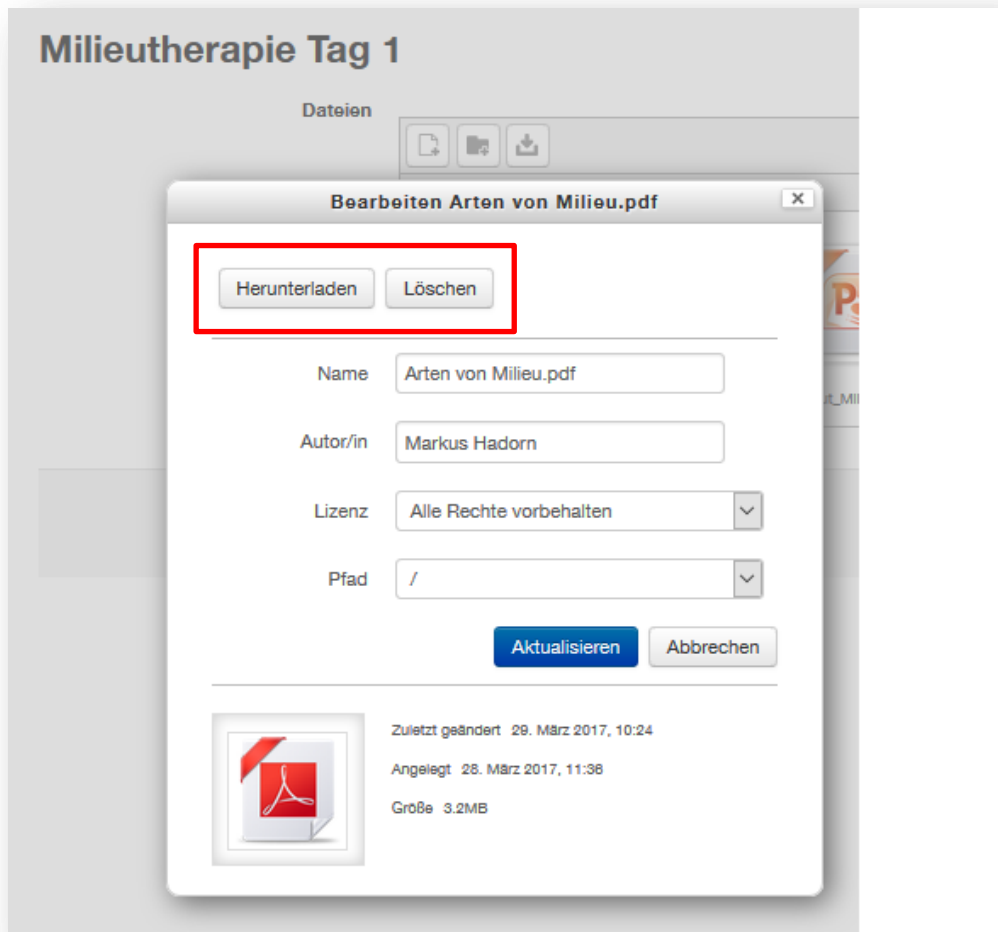 Milieutherapie Tag 1
Dateien
Bearbeiten Arten von Milieu.pdf
Herunterladen Löschen
Name Arten von Milieu.pdf
Autor/in Markus Hadorn
Lizenz Alle Rechte vorbehalten
Pfad /
Aktualisieren Abbrechen
Zuletzt geändert 29. März 2017, 10:24
Angelegt 28. März 2017, 11:36
Größe 3.2MB